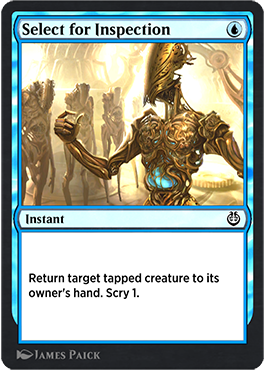 Select for Inspection
Instant
Return target tapped creature to its
owner's hand. Scry 1.
James Paick